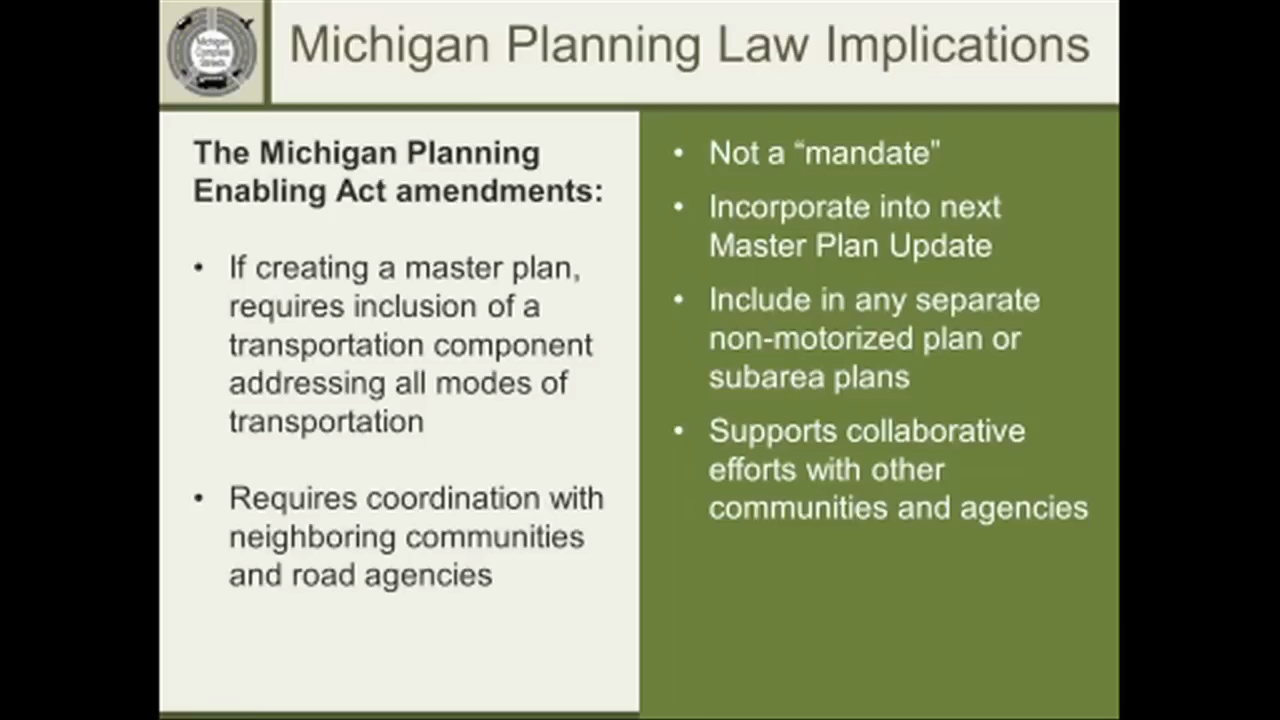 Michigan Complete Streets
Michigan Planning Law Implications
The Michigan Planning
Enabling Act amendments:
• If creating a master plan,
requires inclusion of a
transportation component
addressing all modes of
transportation
• Requires coordination with
neighboring communities
and road agencies
• Not a “mandate”
• Incorporate into next
Master Plan Update
• Include in any separate
non-motorized plan or
subarea plans
• Supports collaborative
efforts with other
communities and agencies